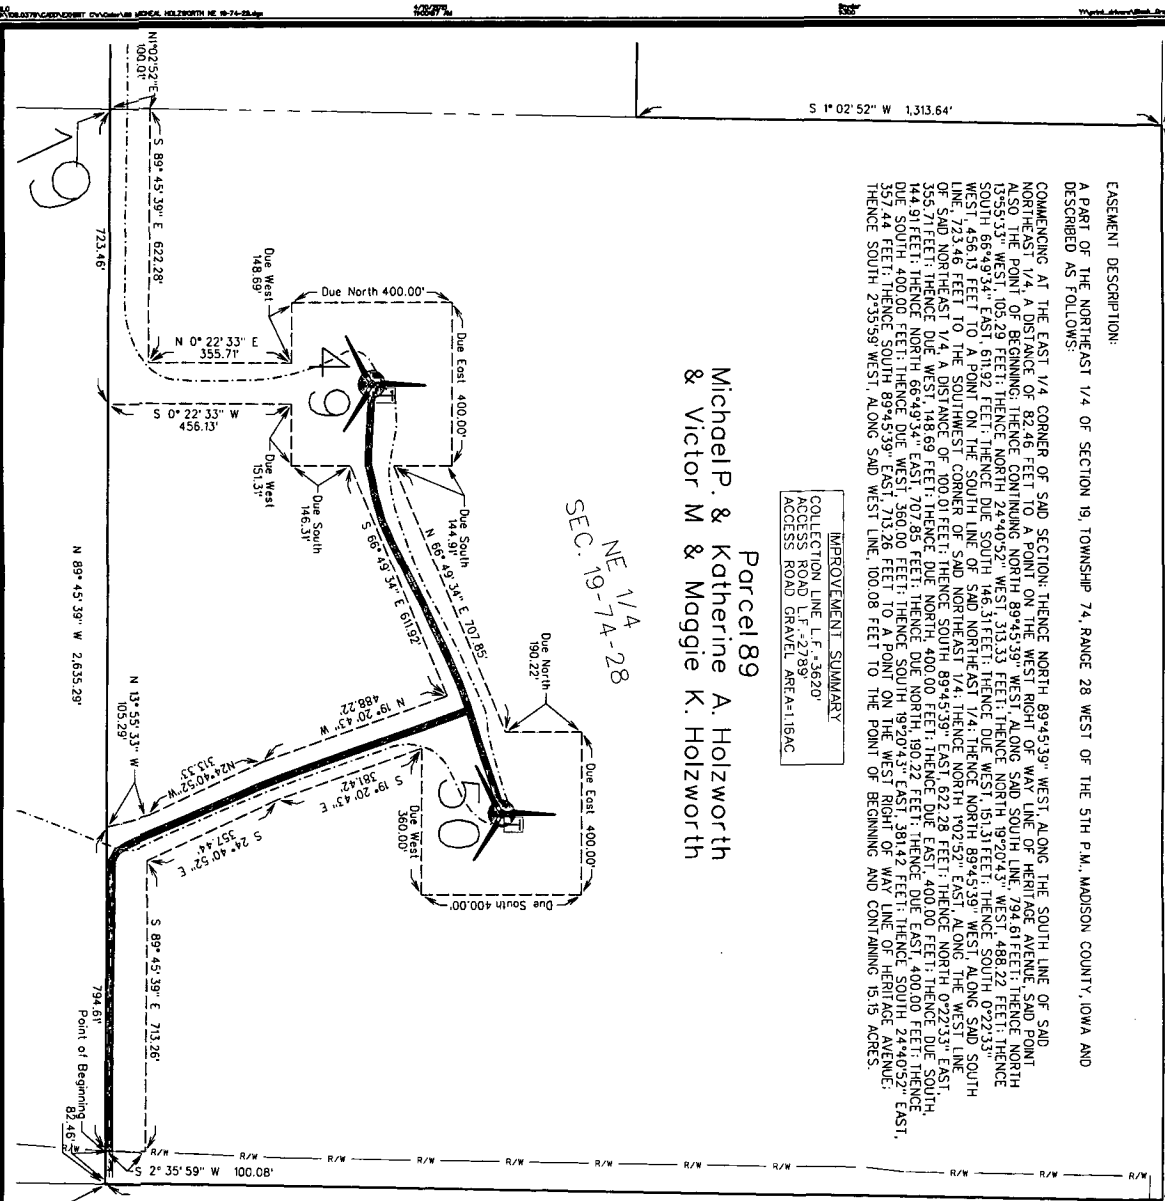 EASEMENT DESCRIPTION:
A PART OF THE NORTHEAST 1/4 OF SECTION 19, TOWNSHIP 74, RANGE 28 WEST OF THE 5TH P.M., MADISON COUNTY, IOWA AND
DESCRIBED AS FOLLOWS:
COMMENCING AT THE EAST 1/4 CORNER OF SAID SECTION; THENCE NORTH 89°45'39" WEST, ALONG THE SOUTH LINE OF SAID
NORTHEAST 1/4, A DISTANCE OF 82.46 FEET TO A POINT ON THE WEST RIGHT OF WAY LINE OF HERITAGE AVENUE, SAID POINT
ALSO THE POINT OF BEGINNING; THENCE CONTINUING NORTH 89°45'39" WEST, ALONG SAID SOUTH LINE, 794.61 FEET; THENCE NORTH
13°55'33" WEST, 105.29 FEET; THENCE NORTH 24°40'52" WEST, 313.33 FEET; THENCE NORTH 19°20'43" WEST, 488.22 FEET; THENCE
SOUTH 66°49'34" EAST, 611.92 FEET; THENCE DUE SOUTH 146.31 FEET; THENCE DUE WEST, 151.31 FEET; THENCE SOUTH 0°22'33"
WEST, 456.13 FEET TO A POINT ON THE SOUTH LINE OF SAID NORTHEAST 1/4; THENCE NORTH 89°45'39" WEST, ALONG SAID SOUTH
LINE, 723.46 FEET TO THE SOUTHWEST CORNER OF SAID NORTHEAST 1/4; THENCE NORTH 1°02'52" EAST, ALONG THE WEST LINE
OF SAID NORTHEAST 1/4, A DISTANCE OF 100.01 FEET; THENCE SOUTH 89°45'39" EAST, 622.28 FEET; THENCE NORTH 0°22'33" EAST,
355.71 FEET; THENCE DUE WEST, 148.69 FEET; THENCE DUE NORTH, 400.00 FEET; THENCE DUE EAST, 400.00 FEET; THENCE DUE SOUTH,
144.91 FEET; THENCE NORTH 66°49'34" EAST, 707.85 FEET; THENCE DUE NORTH, 190.22 FEET; THENCE DUE EAST, 400.00 FEET; THENCE
DUE SOUTH 400.00 FEET; THENCE DUE WEST, 360.00 FEET; THENCE SOUTH 19°20'43" EAST, 381.42 FEET; THENCE SOUTH 24°40'52" EAST,
357.44 FEET; THENCE SOUTH 89°45'39" EAST, 713.26 FEET TO A POINT ON THE WEST RIGHT OF WAY LINE OF HERITAGE AVENUE;
THENCE SOUTH 2°35'59" WEST, ALONG SAID WEST LINE, 100.08 FEET TO THE POINT OF BEGINNING AND CONTAINING 15.15 ACRES.
IMPROVEMENT SUMMARY
COLLECTION LINE L.F.=3620'
ACCESS ROAD L.F.=2789'
ACCESS ROAD GRAVEL AREA=1.16AC
Parcel 89
Michael P. & Katherine A. Holzworth
& Victor M & Maggie K. Holzworth
NE 1/4
SEC. 19-74-28
S 1° 02' 52" W 1,313.64'
N1°02'52"E
100.01'
S 89° 45' 39" E 622.28'
19
723.46'
Due West
148.69'
N 0° 22' 33" E
355.71'
S 0° 22' 33" W
456.13'
Due North 400.00'
Due East 400.00'
49
Due West
151.31'
Due South
146.31'
Due South
144.91'
N 66° 49' 34" E 707.85'
S 66° 49' 34" E 611.92'
Due North
190.22'
Due East 400.00'
50
Due South 400.00'
Due West
360.00'
N 19° 20' 43" W
488.22'
S 19° 20' 43" E
381.42'
N24°40'52"W
313.33'
S 24° 40' 52" E
357.44'
N 13° 55' 33" W
105.29'
N 89° 45' 39" W 2,635.29'
S 89° 45' 39" E 713.26'
794.61'
Point of Beginning
82.46'
S 2° 35' 59" W 100.08'
R/W R/W R/W R/W R/W R/W R/W R/W R/W